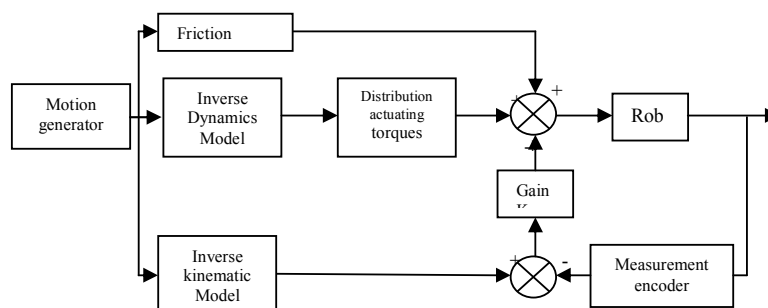 Friction
Motion
generator
Inverse
Dynamics
Model
Distribution
actuating
torques
+
+
-
Rob
Gain
Inverse
kinematic
Model
+
-
Measurement
encoder